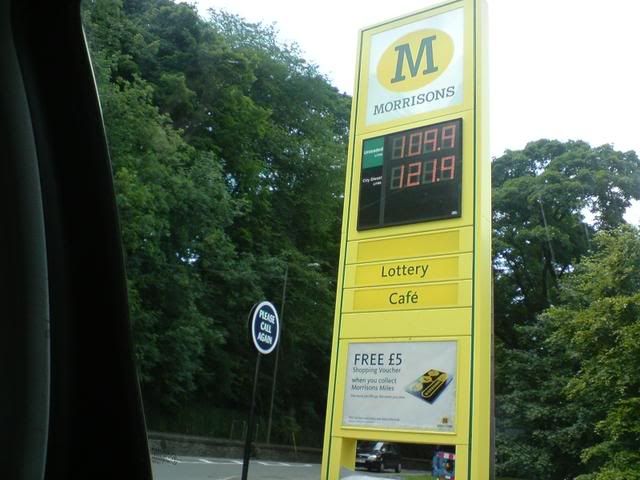 M
MORRISONS
Unleaded 109.9
City Diesel 121.9
Lottery
Café
PLEASE
CALL
AGAIN
FREE £5
Shopping Voucher
when you collect
Morrisons Miles